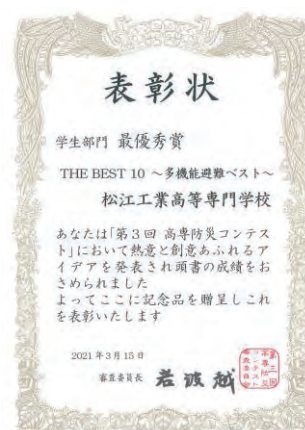 表彰状
学生部門 最優秀賞
THE BEST 10 ～多機能避難ベスト～
松江工業高等専門学校
あなたは「第3回 高専防災コンテス
ト」において熱意と創意あふれるア
イデアを発表され頭書の成績をお
さめられました
よってここに記念品を贈呈しこれ
を表彰いたします
2021年3月15日
審査委員長 若波 越